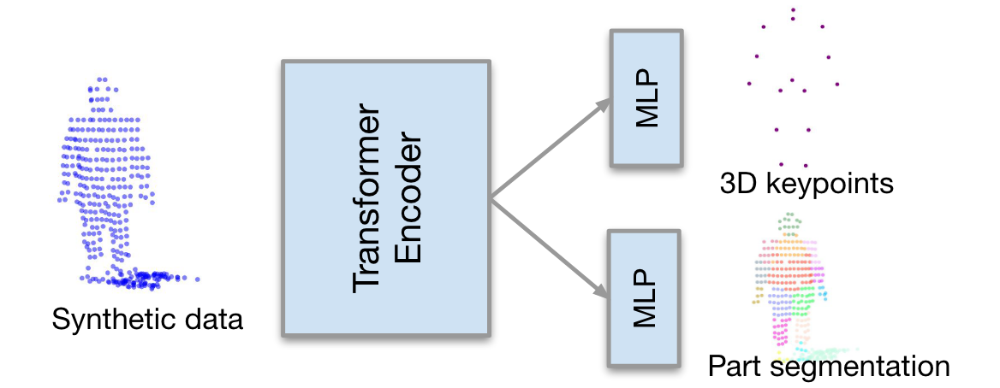 Synthetic data
Transformer
Encoder
MLP
3D keypoints
MLP
Part segmentation